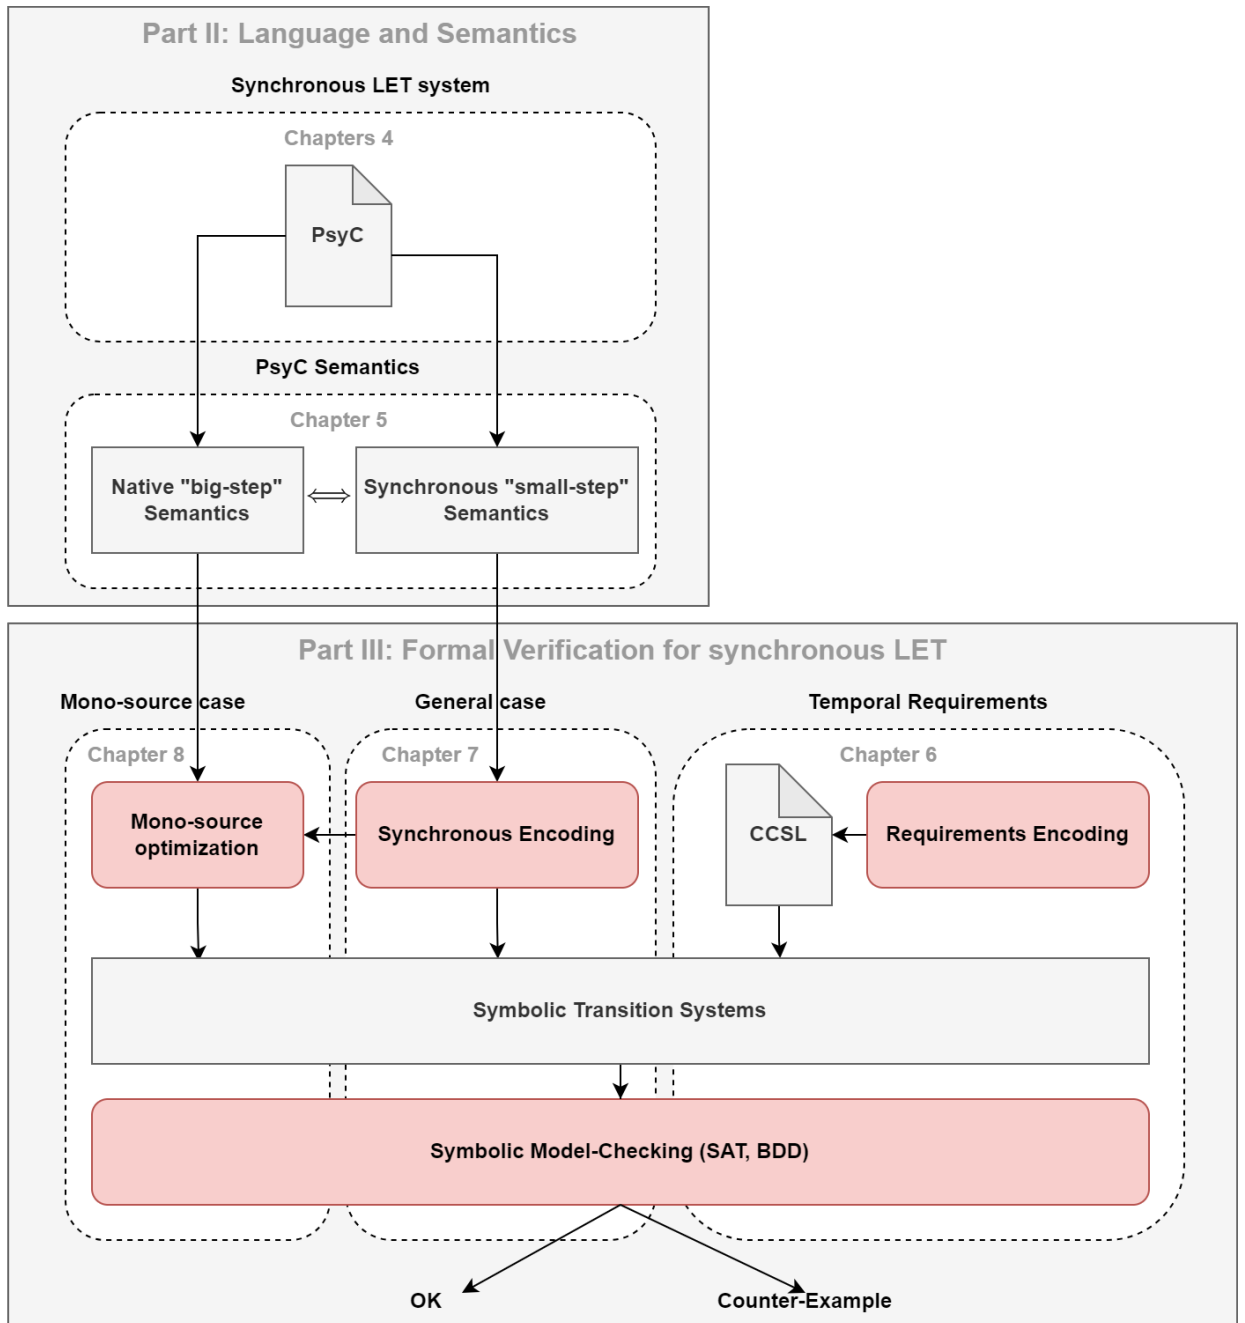 Part II: Language and Semantics
Synchronous LET system
Chapters 4
PsyC
PsyC Semantics
Chapter 5
Native "big-step"
Semantics
Synchronous "small-step"
Semantics
Part III: Formal Verification for synchronous LET
Mono-source case
General case
Temporal Requirements
Chapter 8
Chapter 7
Chapter 6
Mono-source
optimization
Synchronous Encoding
CCSL
Requirements Encoding
Symbolic Transition Systems
Symbolic Model-Checking (SAT, BDD)
OK
Counter-Example